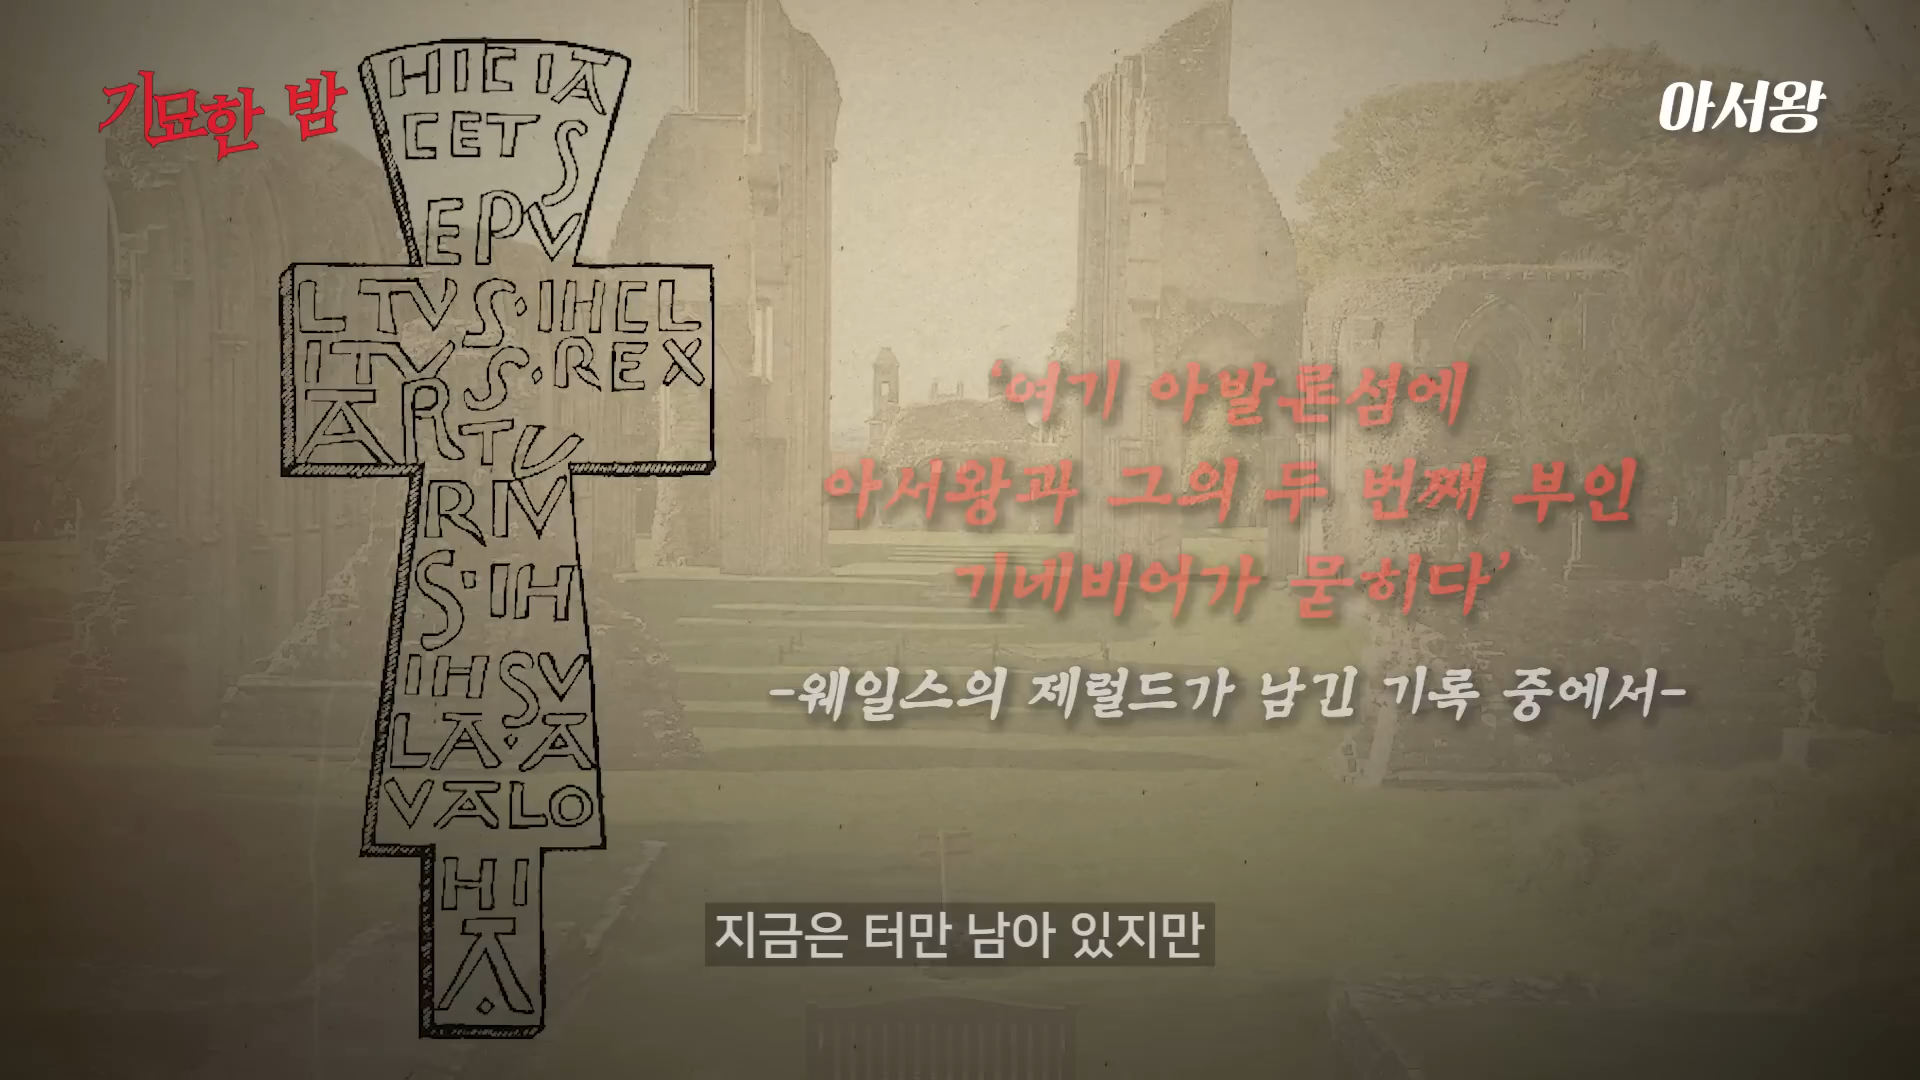 기묘한 밤
아서왕
HIC IA
CET S
EPV
LTVS·IHCL
ITVS·REX
ARTU
RIV
S·IH
IHSV
LA·A
VALO
HI
A
‘여기 아발론섬에
아서왕과 그의 두 번째 부인
기네비어가 묻히다’
-웨일스의 제럴드가 남긴 기록 중에서-
지금은 터만 남아 있지만